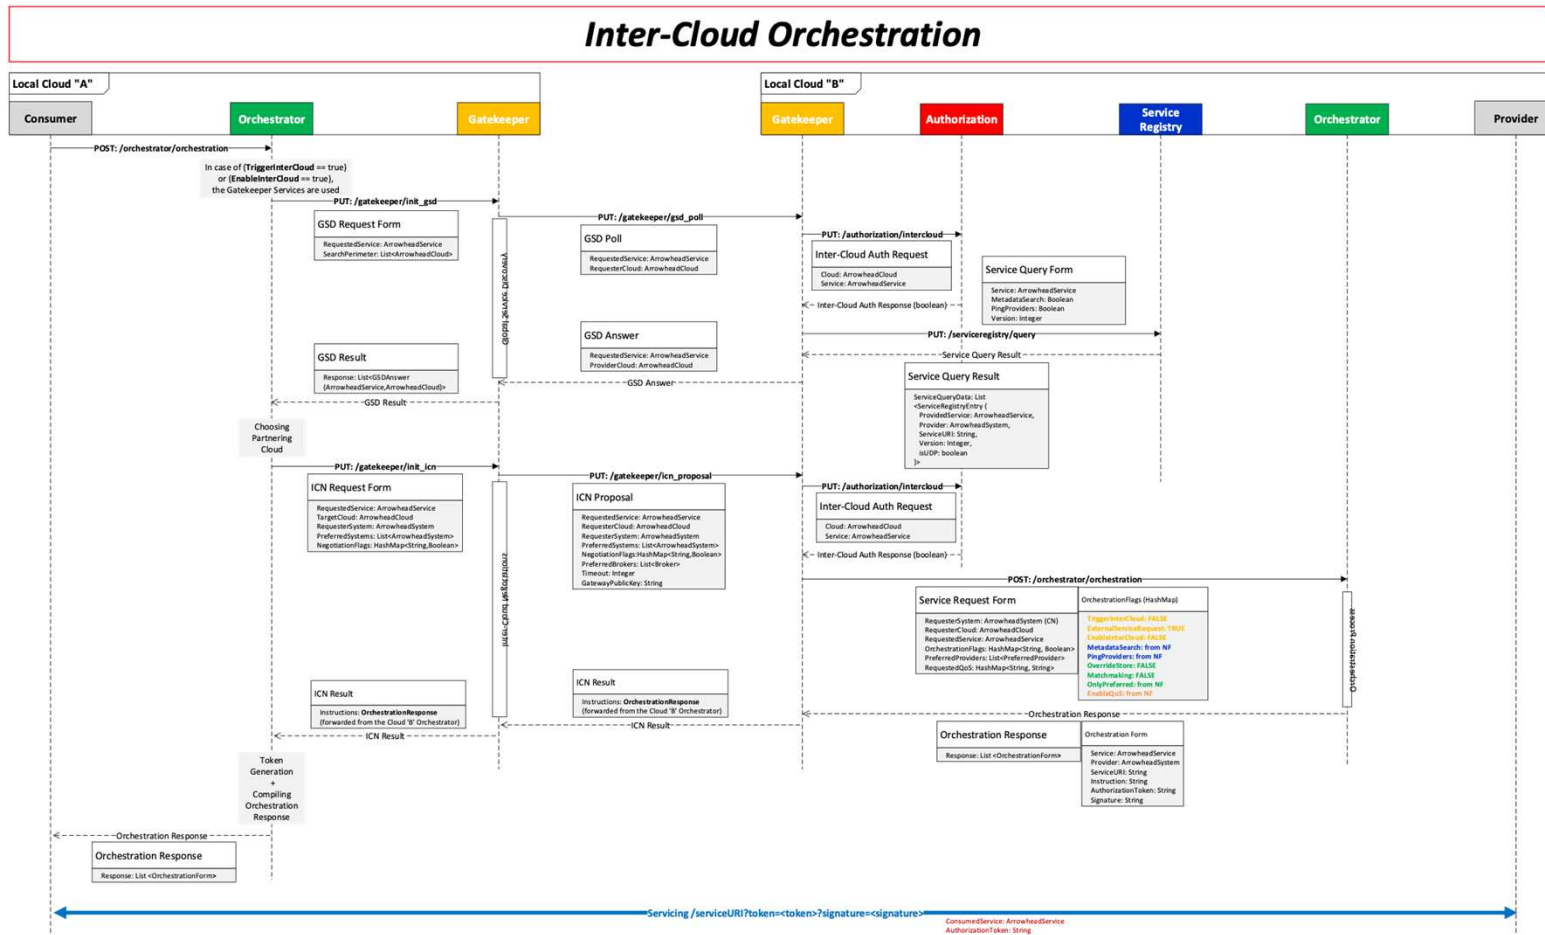 Inter-Cloud Orchestration
Local Cloud "A"
Local Cloud "B"
Consumer
Orchestrator
Gatekeeper
Gatekeeper
Authorization
Service
Registry
Orchestrator
Provider
POST: /orchestrator/orchestration
In case of (TriggerInterCloud == true)
or (EnableInterCloud == true),
the Gatekeeper Services are used
PUT: /gatekeeper/init_gsd
GSD Request Form
RequestedService: ArrowheadService
SearchPerimeter: List<ArrowheadCloud>
Global Service Discovery
PUT: /gatekeeper/gsd_poll
GSD Poll
RequestedService: ArrowheadService
RequesterCloud: ArrowheadCloud
PUT: /authorization/intercloud
Inter-Cloud Auth Request
Cloud: ArrowheadCloud
Service: ArrowheadService
Inter-Cloud Auth Response (boolean)
Service Query Form
Service: ArrowheadService
MetadataSearch: Boolean
PingProviders: Boolean
Version: Integer
PUT: /serviceregistry/query
Service Query Result
GSD Answer
RequestedService: ArrowheadService
ProviderCloud: ArrowheadCloud
GSD Answer
GSD Result
Response: List<GSDAnswer
(ArrowheadService,ArrowheadCloud)>
GSD Result
Service Query Result
ServiceQueryData: List
<ServiceRegistryEntry {
ProvidedService: ArrowheadService,
Provider: ArrowheadSystem,
ServiceURI: String,
Version: Integer,
isUDP: boolean
}>
Choosing
Partnering
Cloud
PUT: /gatekeeper/init_icn
ICN Request Form
RequestedService: ArrowheadService
TargetCloud: ArrowheadCloud
RequesterSystem: ArrowheadSystem
PreferredSystems: List<ArrowheadSystem>
NegotiationFlags: HashMap<String,Boolean>
Inter-Cloud Negotiations
PUT: /gatekeeper/icn_proposal
ICN Proposal
RequestedService: ArrowheadService
RequesterCloud: ArrowheadCloud
RequesterSystem: ArrowheadSystem
PreferredSystems: List<ArrowheadSystem>
NegotiationFlags:HashMap<String,Boolean>
PreferredBrokers: List<Broker>
Timeout: Integer
GatewayPublicKey: String
PUT: /authorization/intercloud
Inter-Cloud Auth Request
Cloud: ArrowheadCloud
Service: ArrowheadService
Inter-Cloud Auth Response (boolean)
POST: /orchestrator/orchestration
Service Request Form
RequesterSystem: ArrowheadSystem (CN)
RequesterCloud: ArrowheadCloud
RequestedService: ArrowheadService
OrchestrationFlags: HashMap<String, Boolean>
PreferredProviders: List<PreferredProvider>
RequestedQoS: HashMap<String, String>
OrchestrationFlags (HashMap)
TriggerInterCloud: FALSE
ExternalServiceRequest: TRUE
EnableInterCloud: FALSE
MetadataSearch: from NF
PingProviders: from NF
OverrideStore: FALSE
Matchmaking: FALSE
OnlyPreferred: from NF
EnableQoS: from NF
Orchestration Process
Orchestration Response
ICN Result
Instructions: OrchestrationResponse
(forwarded from the Cloud 'B' Orchestrator)
ICN Result
ICN Result
Instructions: OrchestrationResponse
(forwarded from the Cloud 'B' Orchestrator)
ICN Result
Orchestration Response
Response: List <OrchestrationForm>
Orchestration Form
Service: ArrowheadService
Provider: ArrowheadSystem
ServiceURI: String
Instruction: String
AuthorizationToken: String
Signature: String
Token
Generation
+
Compiling
Orchestration
Response
Orchestration Response
Orchestration Response
Response: List <OrchestrationForm>
Servicing /serviceURI?token=<token>?signature=<signature>
ConsumedService: ArrowheadService
AuthorizationToken: String